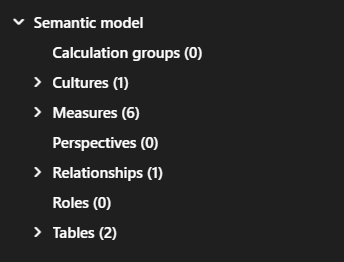 Semantic model
Calculation groups (0)
Cultures (1)
Measures (6)
Perspectives (0)
Relationships (1)
Roles (0)
Tables (2)